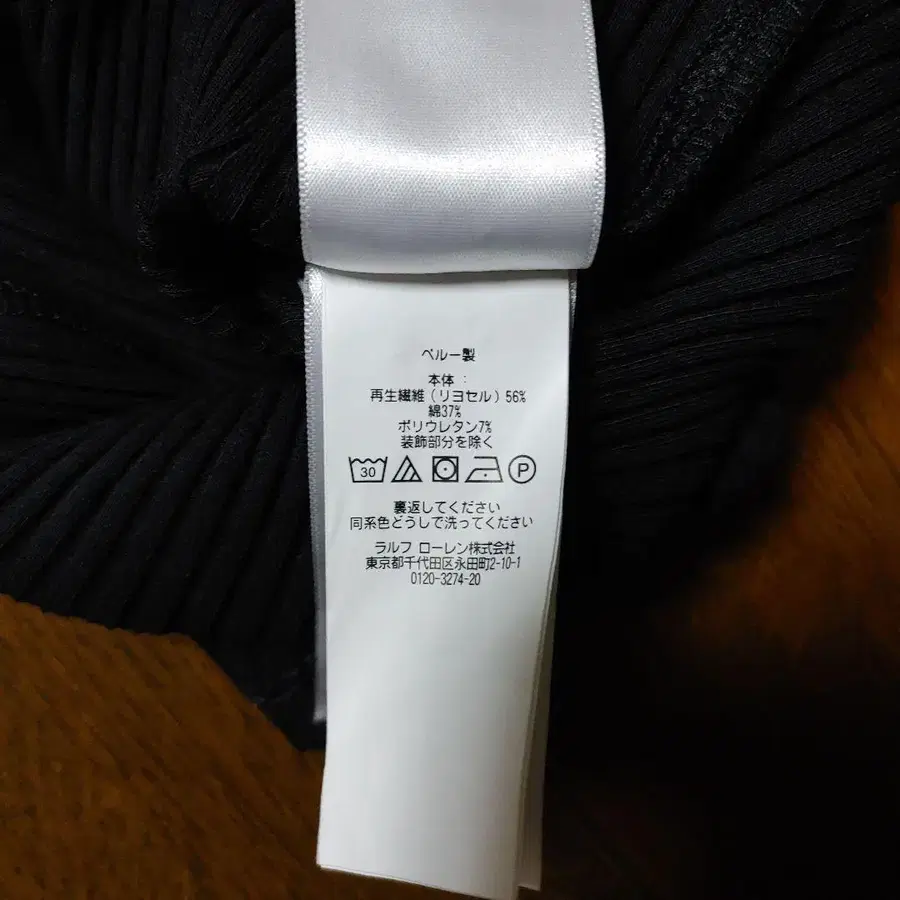 ペルー製
本体 :
再生繊維（リヨセル）56%
綿37%
ポリウレタン7%
装飾部分を除く
30 P
裏返してください
同系色どうしで洗ってください
ラルフ ローレン株式会社
東京都千代田区永田町2-10-1
0120-3274-20